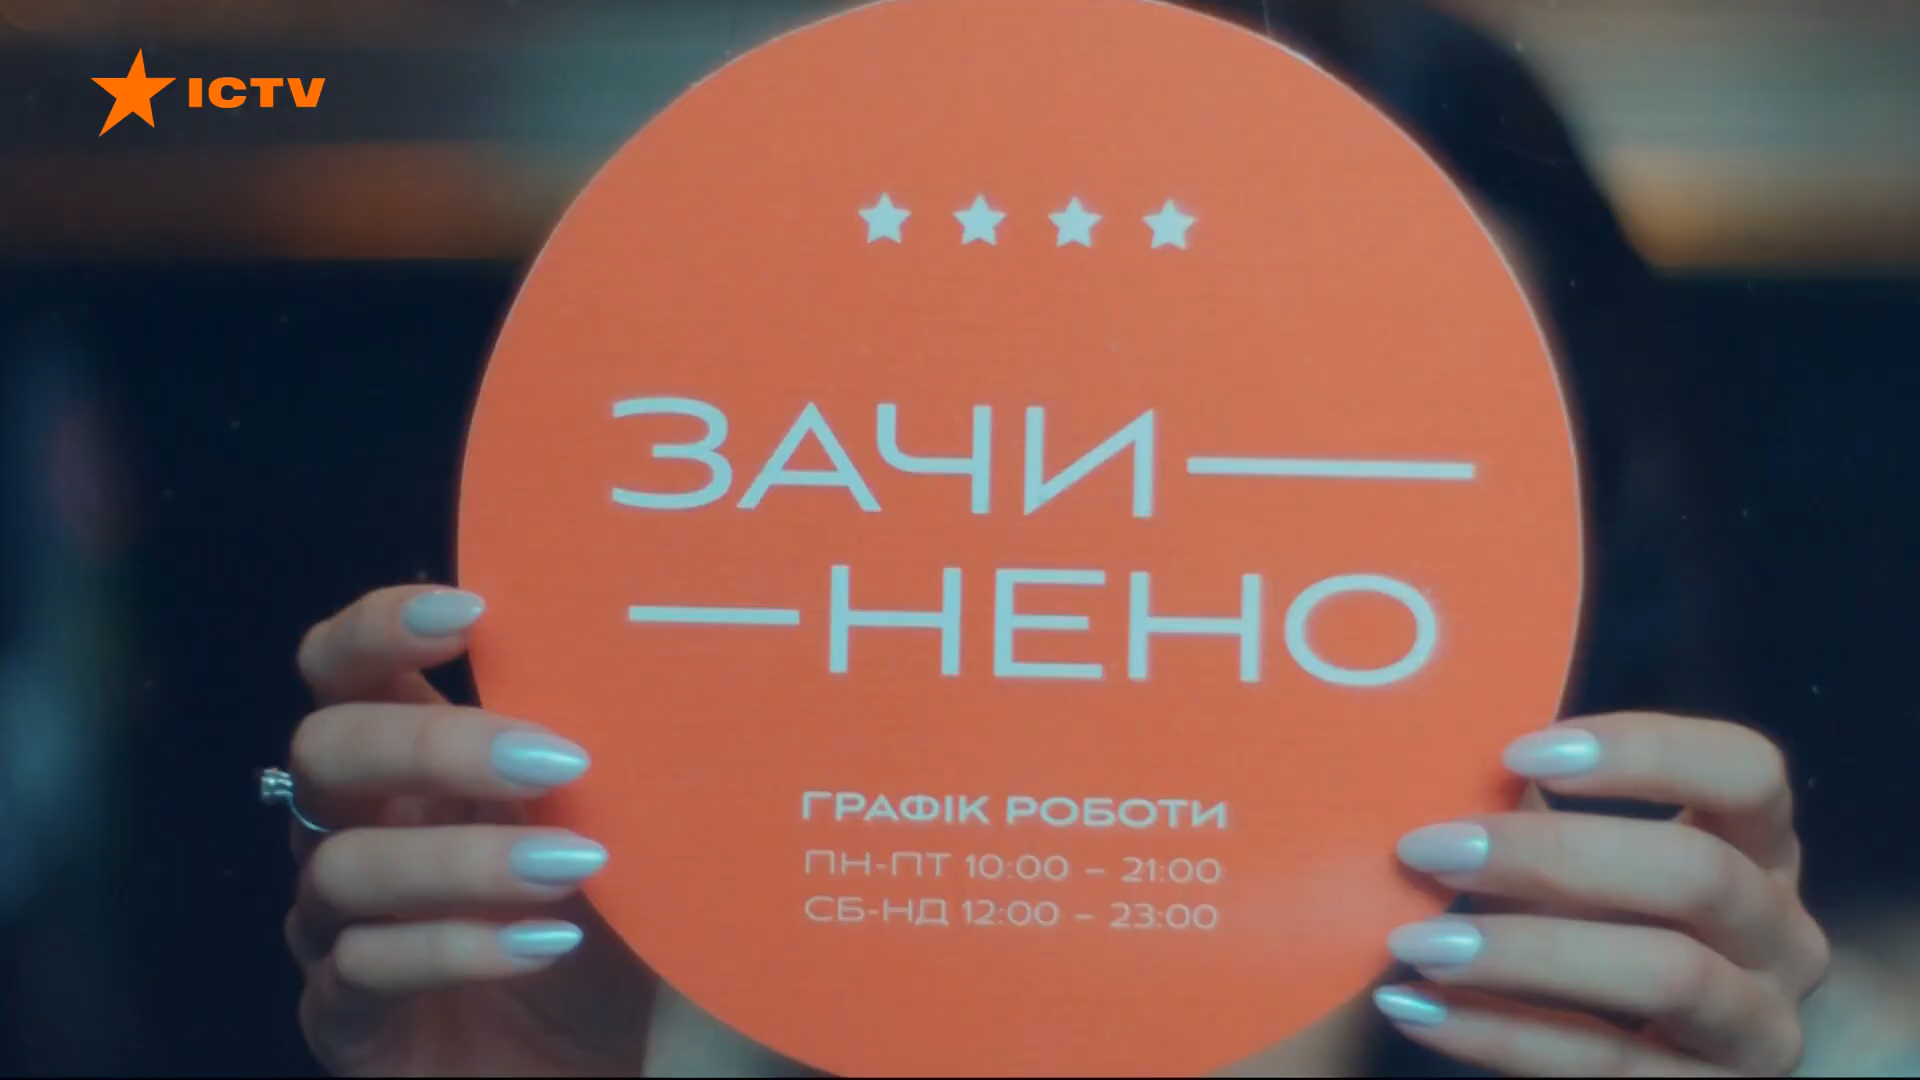 ICTV
ЗАЧИ—
—НЕНО
ГРАФІК РОБОТИ
ПН-ПТ 10:00 – 21:00
СБ-НД 12:00 – 23:00